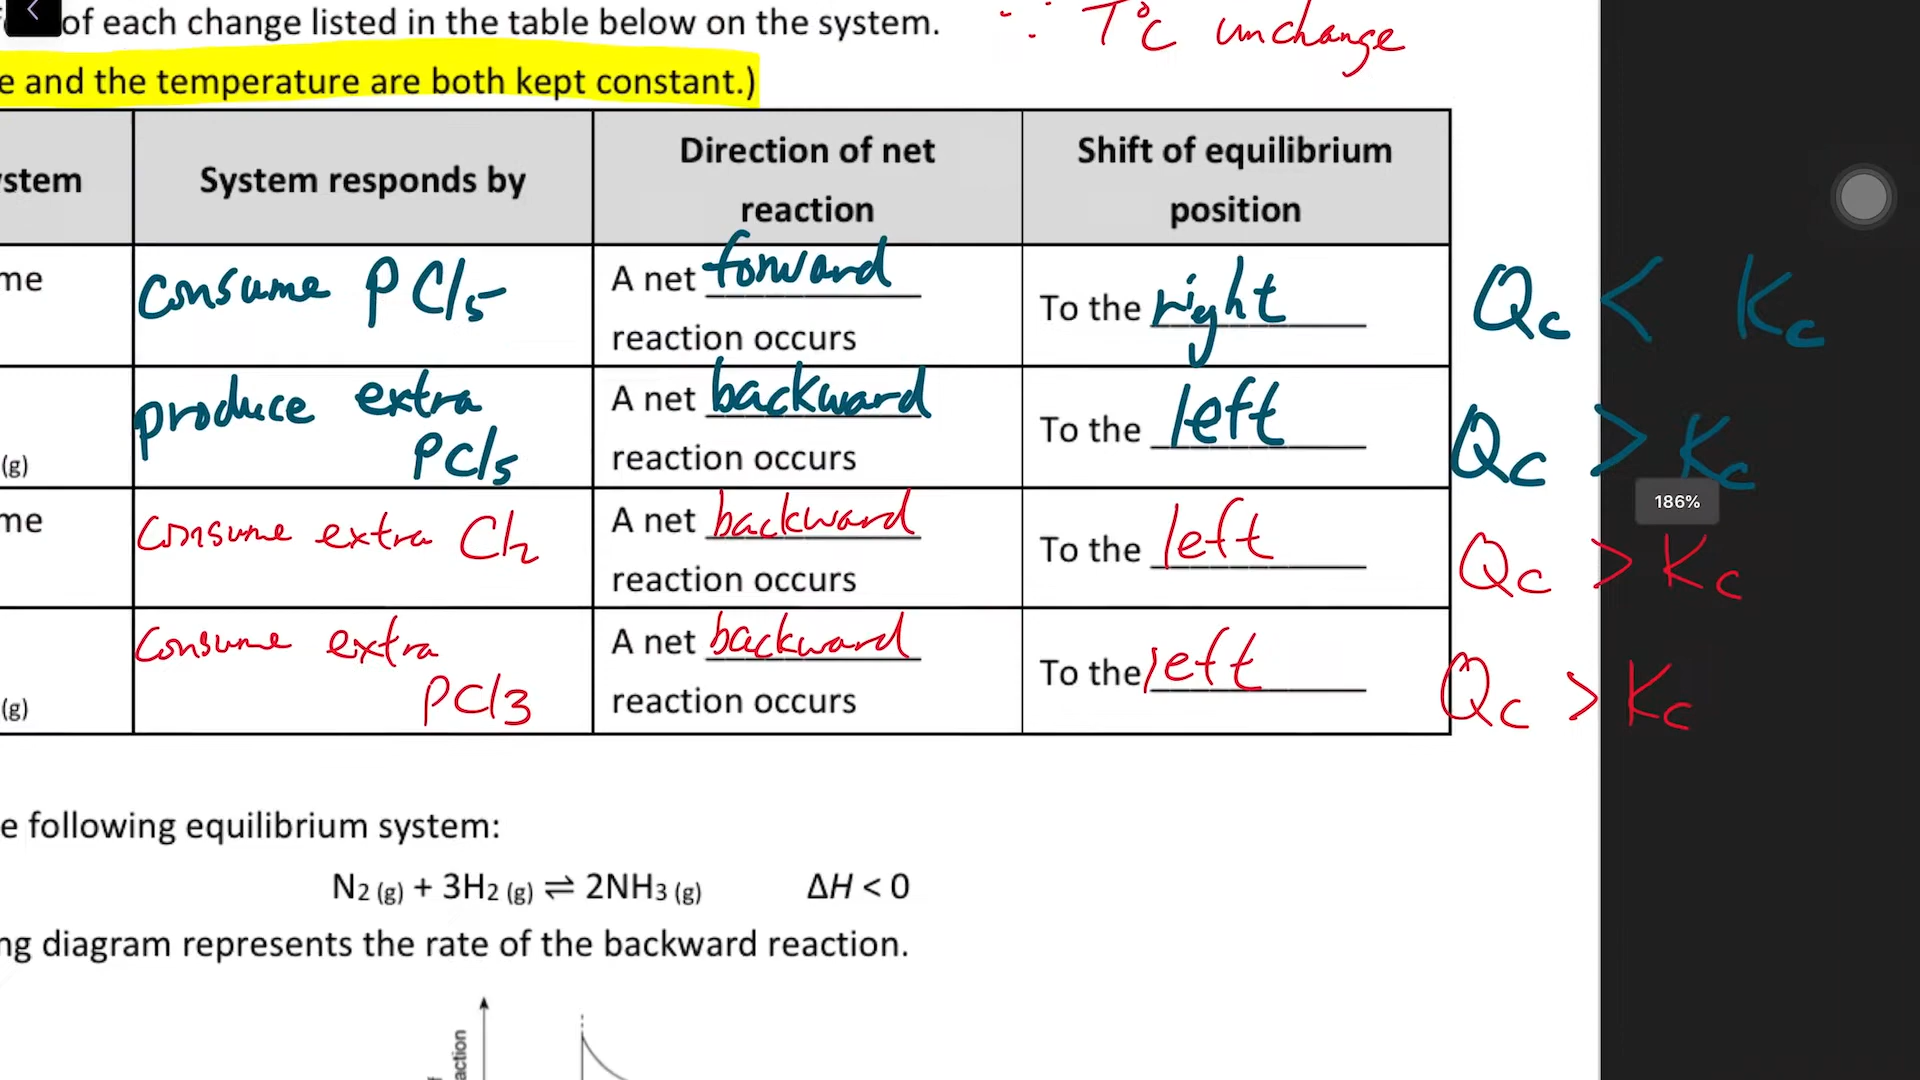 of each change listed in the table below on the system. ∵ T°C unchange
e and the temperature are both kept constant.)
stem
System responds by
Direction of net
reaction
Shift of equilibrium
position
me
consume PCl5
A net forward
reaction occurs
To the right
Qc < Kc
(g)
produce extra
PCl5
A net backward
reaction occurs
To the left
Qc > Kc
186%
me
consume extra Cl2
A net backward
reaction occurs
To the left
Qc > Kc
(g)
consume extra
PCl3
A net backward
reaction occurs
To the left
Qc > Kc
e following equilibrium system:
N2 (g) + 3H2 (g) ⇌ 2NH3 (g) ΔH < 0
ng diagram represents the rate of the backward reaction.
action